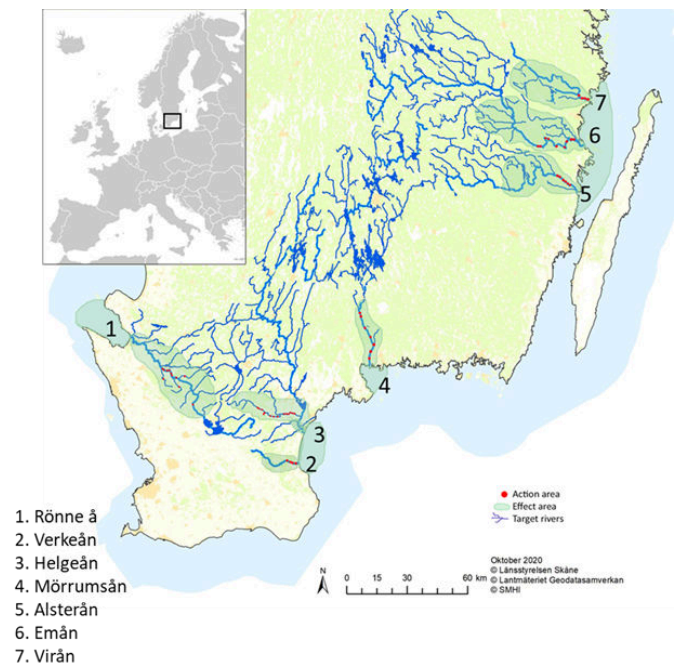 7
6
5
1
4
3
2
Action area
Effect area
Target rivers
1. Rönne å
2. Verkeån
3. Helgeån
4. Mörrumsån
5. Alsterån
6. Emån
7. Virån
N
0 15 30 60 km
Oktober 2020
© Länsstyrelsen Skåne
© Lantmäteriet Geodatasamverkan
© SMHI